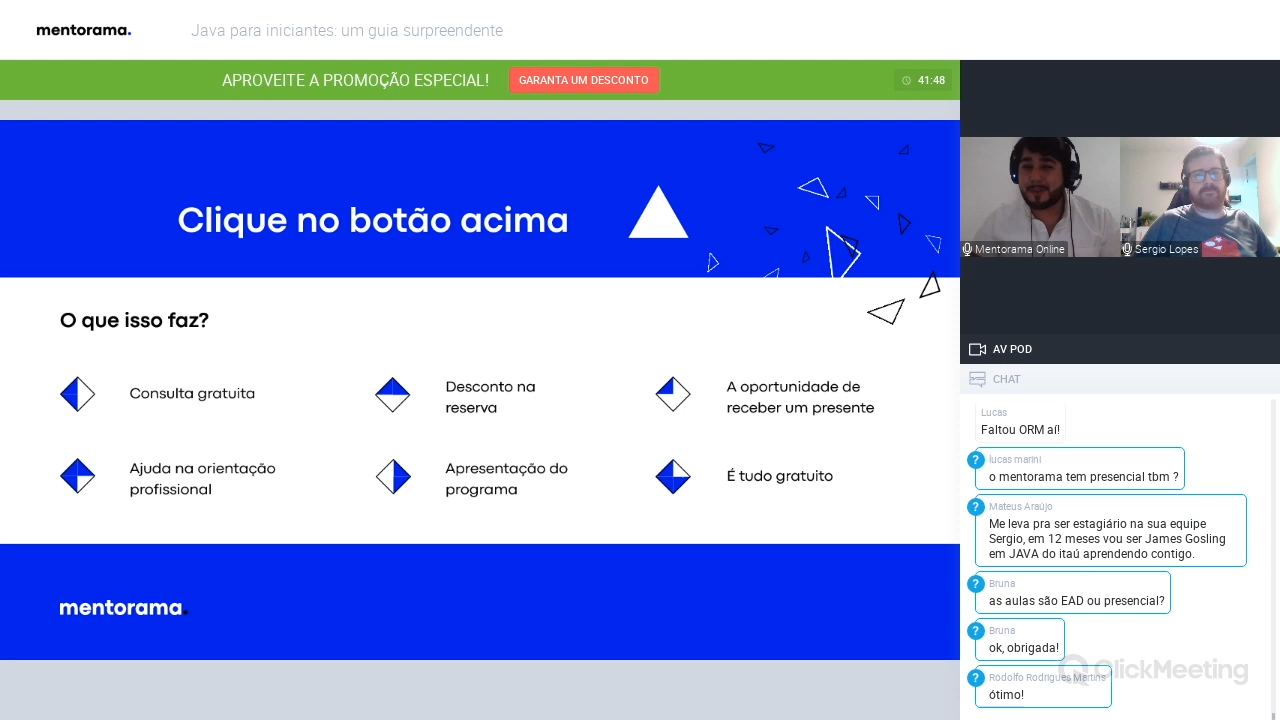 mentorama.
Java para iniciantes: um guia surpreendente
APROVEITE A PROMOÇÃO ESPECIAL!
GARANTA UM DESCONTO
41:48
Clique no botão acima
O que isso faz?
Consulta gratuita
Desconto na
reserva
A oportunidade de
receber um presente
Ajuda na orientação
profissional
Apresentação do
programa
É tudo gratuito
mentorama.
Mentorama Online
Sergio Lopes
AV POD
CHAT
Lucas
Faltou ORM aí!
?
lucas marini
o mentorama tem presencial tbm ?
?
Mateus Araújo
Me leva pra ser estagiário na sua equipe
Sergio, em 12 meses vou ser James Gosling
em JAVA do itaú aprendendo contigo.
?
Bruna
as aulas são EAD ou presencial?
?
Bruna
ok, obrigada!
?
Rodolfo Rodrigues Martins
ótimo!
ClickMeeting